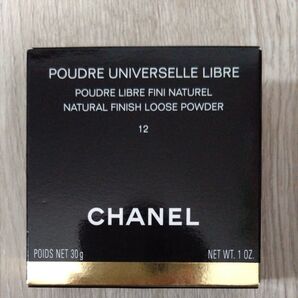 POUDRE UNIVERSELLE LIBRE
POUDRE LIBRE FINI NATUREL
NATURAL FINISH LOOSE POWDER
12
CHANEL
POIDS NET 30 g NET WT. 1 OZ.